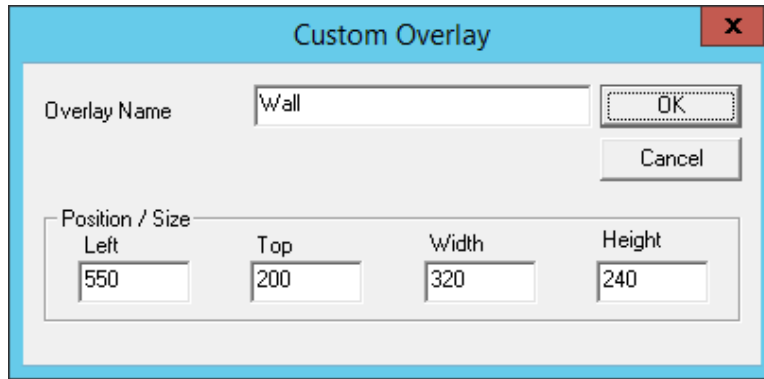 Custom Overlay
x
Overlay Name Wall OK
Cancel
Position / Size
Left Top Width Height
550 200 320 240